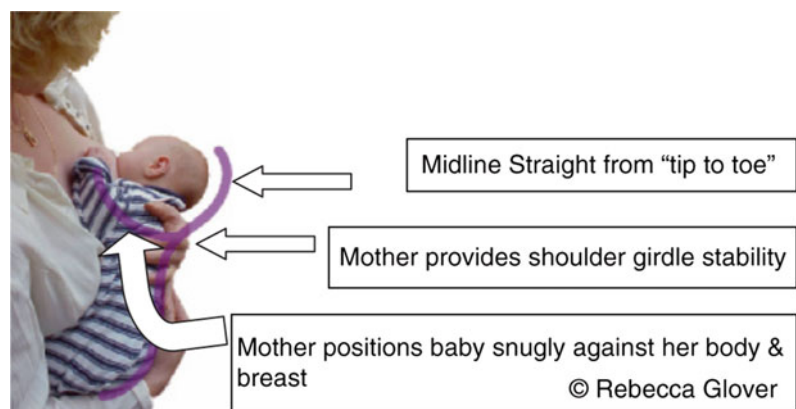 Midline Straight from “tip to toe”
Mother provides shoulder girdle stability
Mother positions baby snugly against her body &
breast
© Rebecca Glover